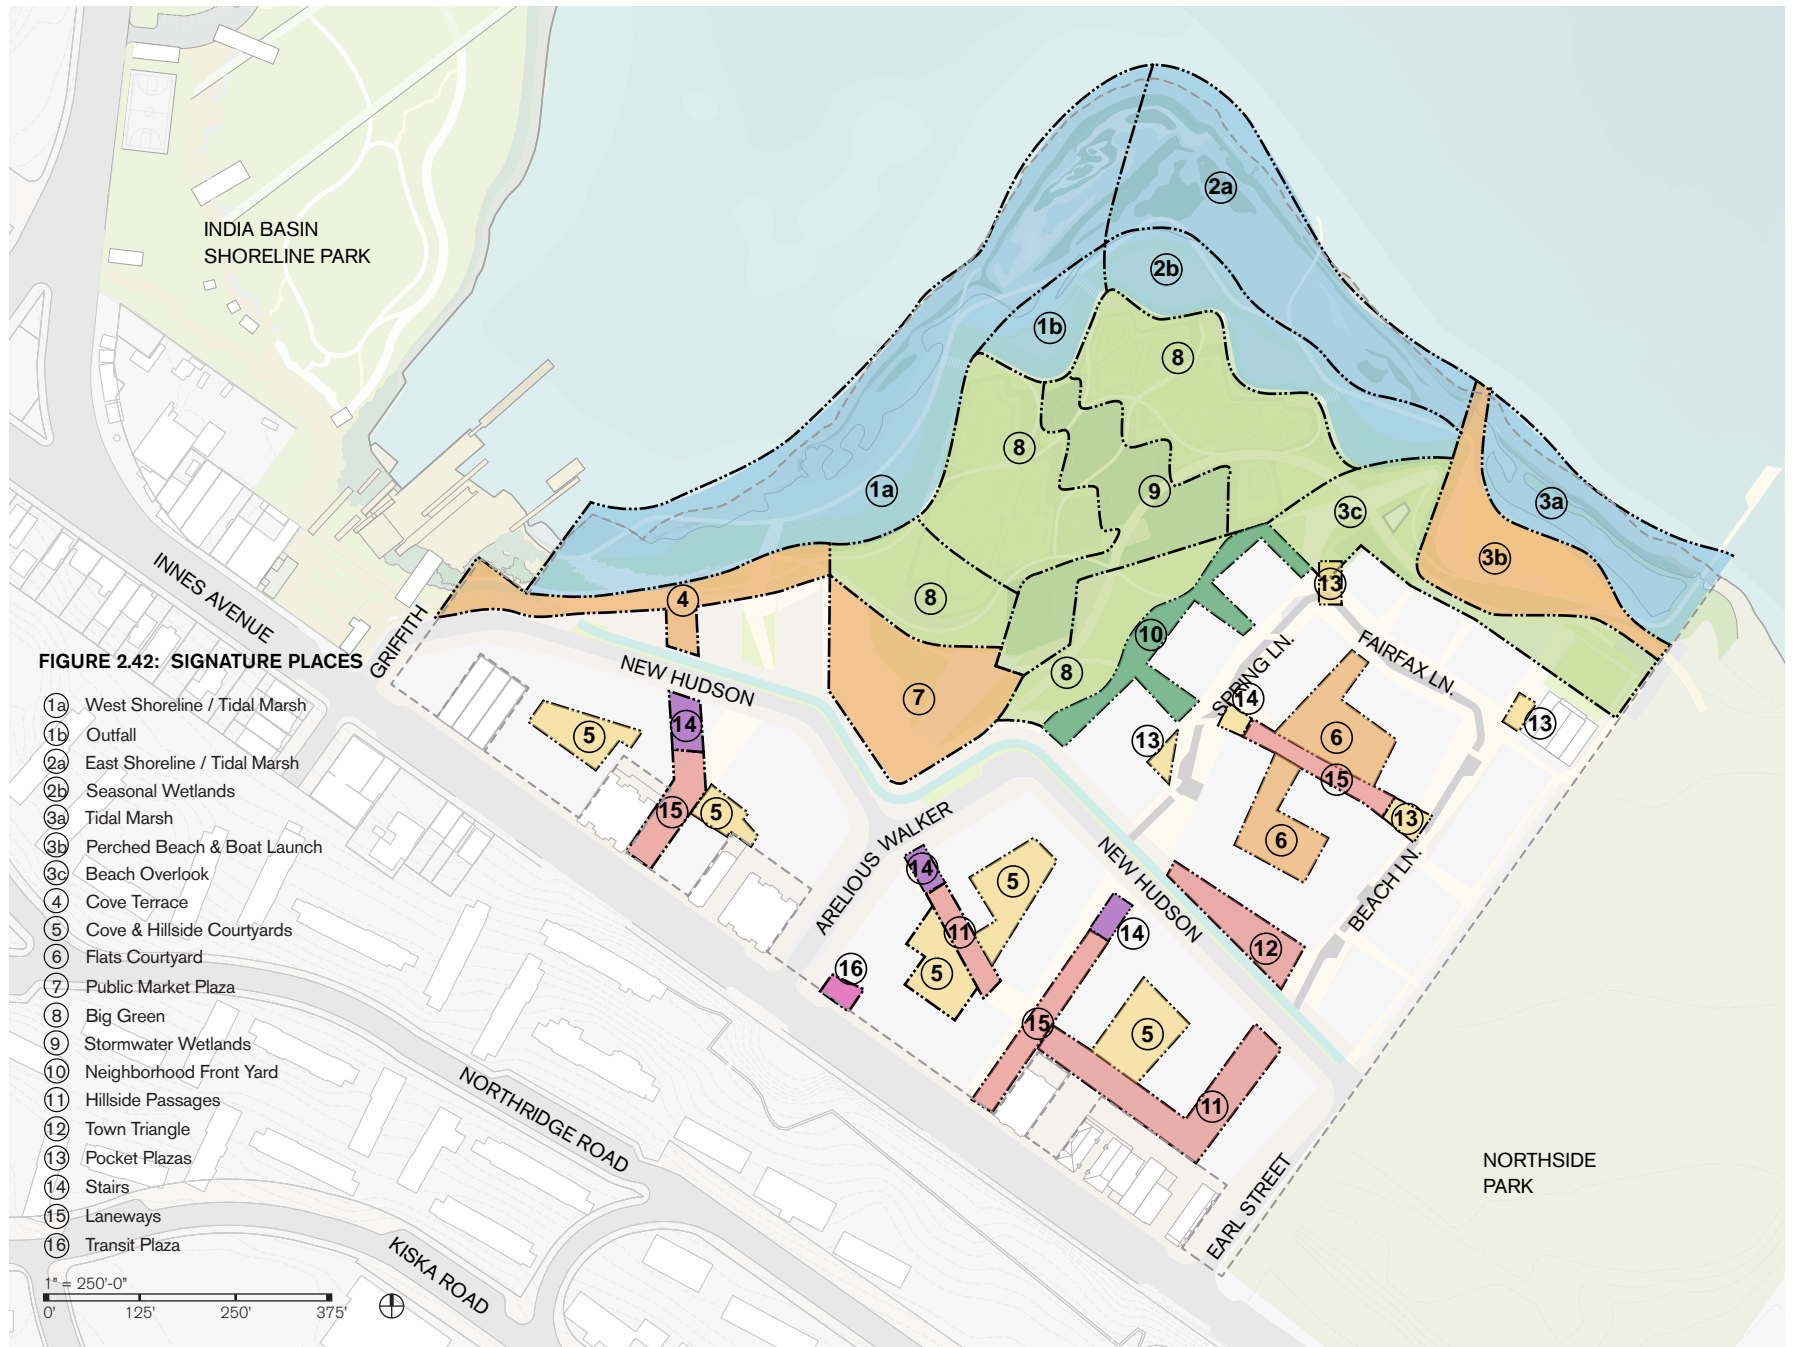 INDIA BASIN
SHORELINE PARK
2a
2b
1b
8
8
9
1a
3c
3a
3b
13
8
4
10
8
7
INNES AVENUE
GRIFFITH
NEW HUDSON
SPRING LN.
FAIRFAX LN.
14
13
13
6
15
13
6
BEACH LN.
14
5
15
5
ARELIOUS WALKER
NEW HUDSON
14
5
11
5
14
12
16
15
5
11
EARL STREET
NORTHSIDE
PARK
NORTHRIDGE ROAD
KISKA ROAD
FIGURE 2.42: SIGNATURE PLACES
1a West Shoreline / Tidal Marsh
1b Outfall
2a East Shoreline / Tidal Marsh
2b Seasonal Wetlands
3a Tidal Marsh
3b Perched Beach & Boat Launch
3c Beach Overlook
4 Cove Terrace
5 Cove & Hillside Courtyards
6 Flats Courtyard
7 Public Market Plaza
8 Big Green
9 Stormwater Wetlands
10 Neighborhood Front Yard
11 Hillside Passages
12 Town Triangle
13 Pocket Plazas
14 Stairs
15 Laneways
16 Transit Plaza
1" = 250'-0"
0' 125' 250' 375'